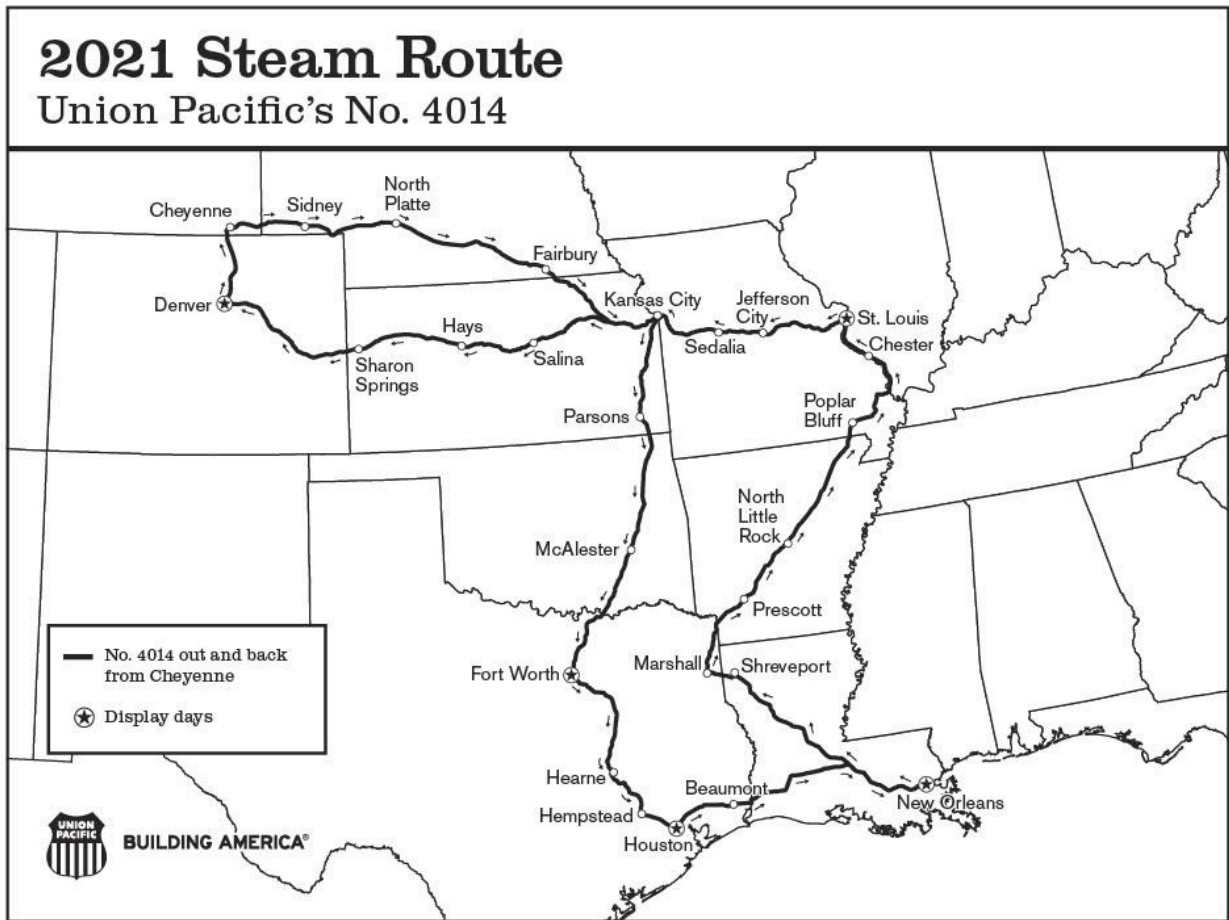 2021 Steam Route
Union Pacific's No. 4014
Cheyenne
Sidney
North
Platte
Fairbury
Denver
Kansas City
Jefferson
City
St. Louis
Hays
Salina
Sedalia
Chester
Sharon
Springs
Parsons
Poplar
Bluff
North
Little
Rock
McAlester
Prescott
No. 4014 out and back
from Cheyenne
Display days
Fort Worth
Marshall
Shreveport
Hearne
Beaumont
Hempstead
New Orleans
Houston
UNION
PACIFIC
BUILDING AMERICA®